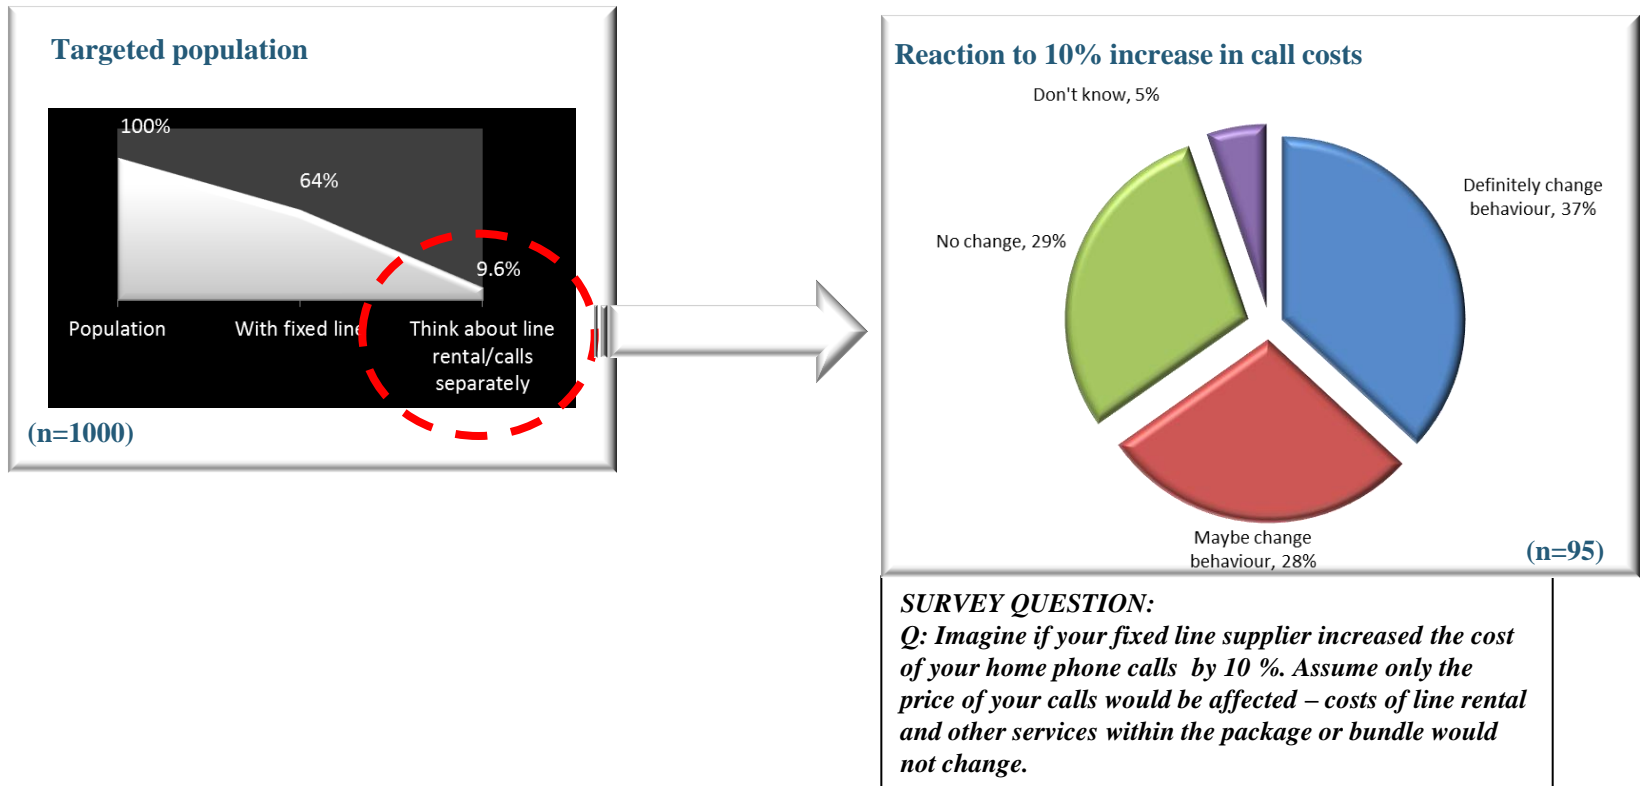 Targeted population
100%
64%
9.6%
Population
With fixed line
Think about line
rental/calls
separately
(n=1000)
Reaction to 10% increase in call costs
Don't know, 5%
Definitely change
behaviour, 37%
No change, 29%
Maybe change
behaviour, 28%
(n=95)
SURVEY QUESTION:
Q: Imagine if your fixed line supplier increased the cost
of your home phone calls by 10 %. Assume only the
price of your calls would be affected – costs of line rental
and other services within the package or bundle would
not change.